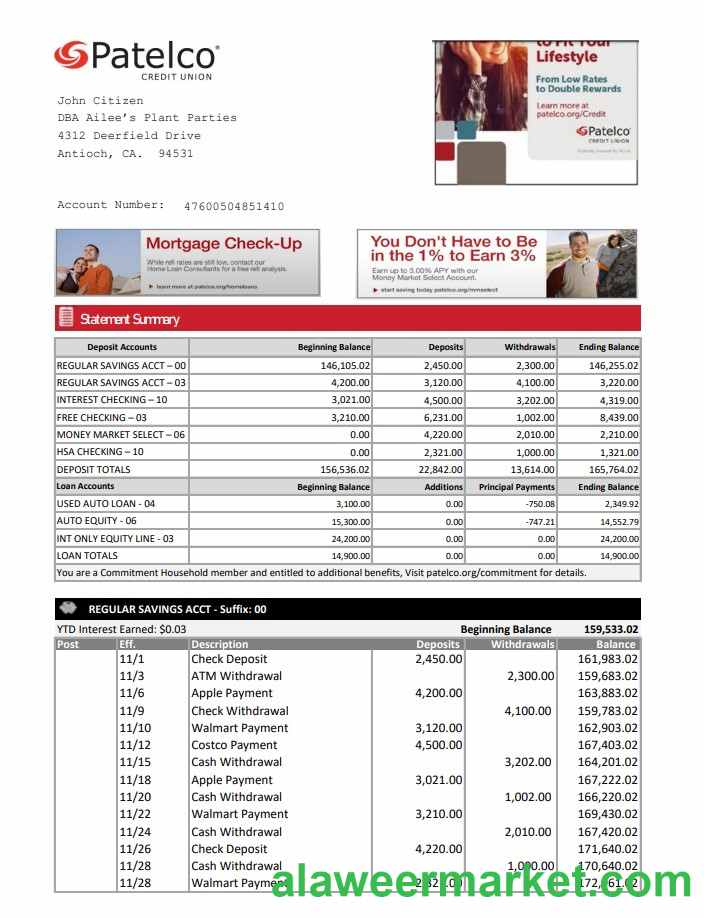 Patelco
CREDIT UNION
John Citizen
DBA Ailee's Plant Parties
4312 Deerfield Drive
Antioch, CA. 94531
to Fit Your
Lifestyle
From Low Rates
to Double Rewards
Learn more at
patelco.org/Credit
Patelco
CREDIT UNION
Account Number: 47600504851410
Mortgage Check-Up
While refi rates are still low, contact our
Home Loan Consultants for a free refi analysis.
learn more at patelco.org/homeloans
You Don't Have to Be
in the 1% to Earn 3%
Earn up to 3.00% APY with our
Money Market Select Account.
start saving today patelco.org/mmselect
Statement Summary
Deposit Accounts Beginning Balance Deposits Withdrawals Ending Balance
REGULAR SAVINGS ACCT – 00 146,105.02 2,450.00 2,300.00 146,255.02
REGULAR SAVINGS ACCT – 03 4,200.00 3,120.00 4,100.00 3,220.00
INTEREST CHECKING – 10 3,021.00 4,500.00 3,202.00 4,319.00
FREE CHECKING – 03 3,210.00 6,231.00 1,002.00 8,439.00
MONEY MARKET SELECT – 06 0.00 4,220.00 2,010.00 2,210.00
HSA CHECKING – 10 0.00 2,321.00 1,000.00 1,321.00
DEPOSIT TOTALS 156,536.02 22,842.00 13,614.00 165,764.02
Loan Accounts Beginning Balance Additions Principal Payments Ending Balance
USED AUTO LOAN - 04 3,100.00 0.00 -750.08 2,349.92
AUTO EQUITY - 06 15,300.00 0.00 -747.21 14,552.79
INT ONLY EQUITY LINE - 03 24,200.00 0.00 0.00 24,200.00
LOAN TOTALS 14,900.00 0.00 0.00 14,900.00
You are a Commitment Household member and entitled to additional benefits, Visit patelco.org/commitment for details.
REGULAR SAVINGS ACCT - Suffix: 00
YTD Interest Earned: $0.03 Beginning Balance 159,533.02
Post Eff. Description Deposits Withdrawals Balance
11/1 Check Deposit 2,450.00 161,983.02
11/3 ATM Withdrawal 2,300.00 159,683.02
11/6 Apple Payment 4,200.00 163,883.02
11/9 Check Withdrawal 4,100.00 159,783.02
11/10 Walmart Payment 3,120.00 162,903.02
11/12 Costco Payment 4,500.00 167,403.02
11/15 Cash Withdrawal 3,202.00 164,201.02
11/18 Apple Payment 3,021.00 167,222.02
11/20 Cash Withdrawal 1,002.00 166,220.02
11/22 Walmart Payment 3,210.00 169,430.02
11/24 Cash Withdrawal 2,010.00 167,420.02
11/26 Check Deposit 4,220.00 171,640.02
11/28 Cash Withdrawal 1,000.00 170,640.02
11/28 Walmart Payment
alaweermarket.com